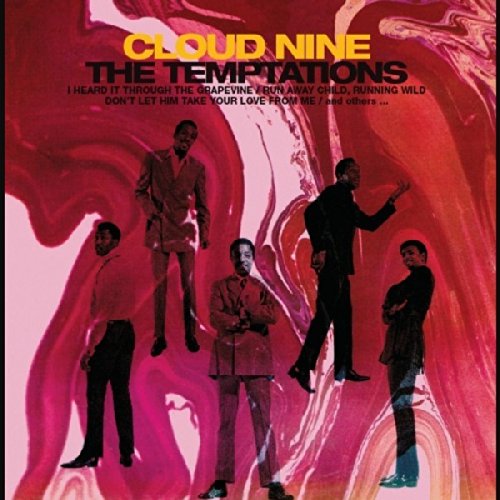 CLOUD NINE
THE TEMPTATIONS
I HEARD IT THROUGH THE GRAPEVINE / RUN AWAY CHILD, RUNNING WILD
DON'T LET HIM TAKE YOUR LOVE FROM ME / and others ...